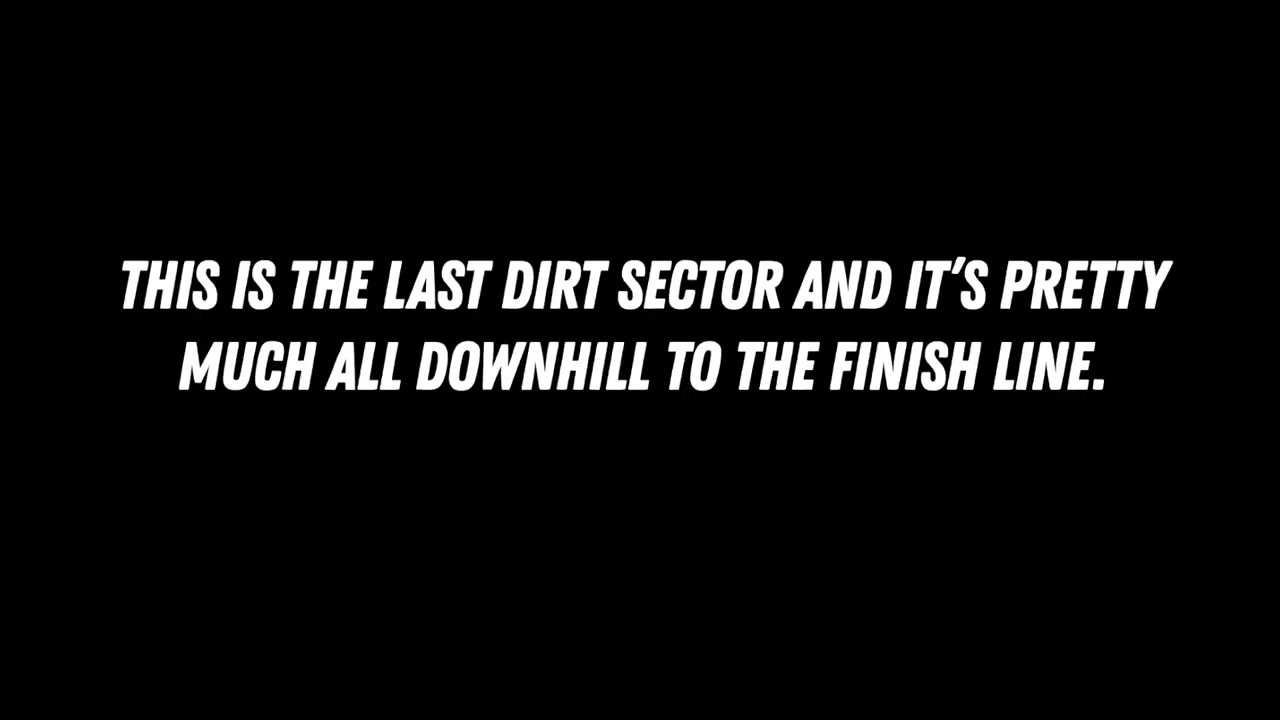 THIS IS THE LAST DIRT SECTOR AND IT'S PRETTY
MUCH ALL DOWNHILL TO THE FINISH LINE.